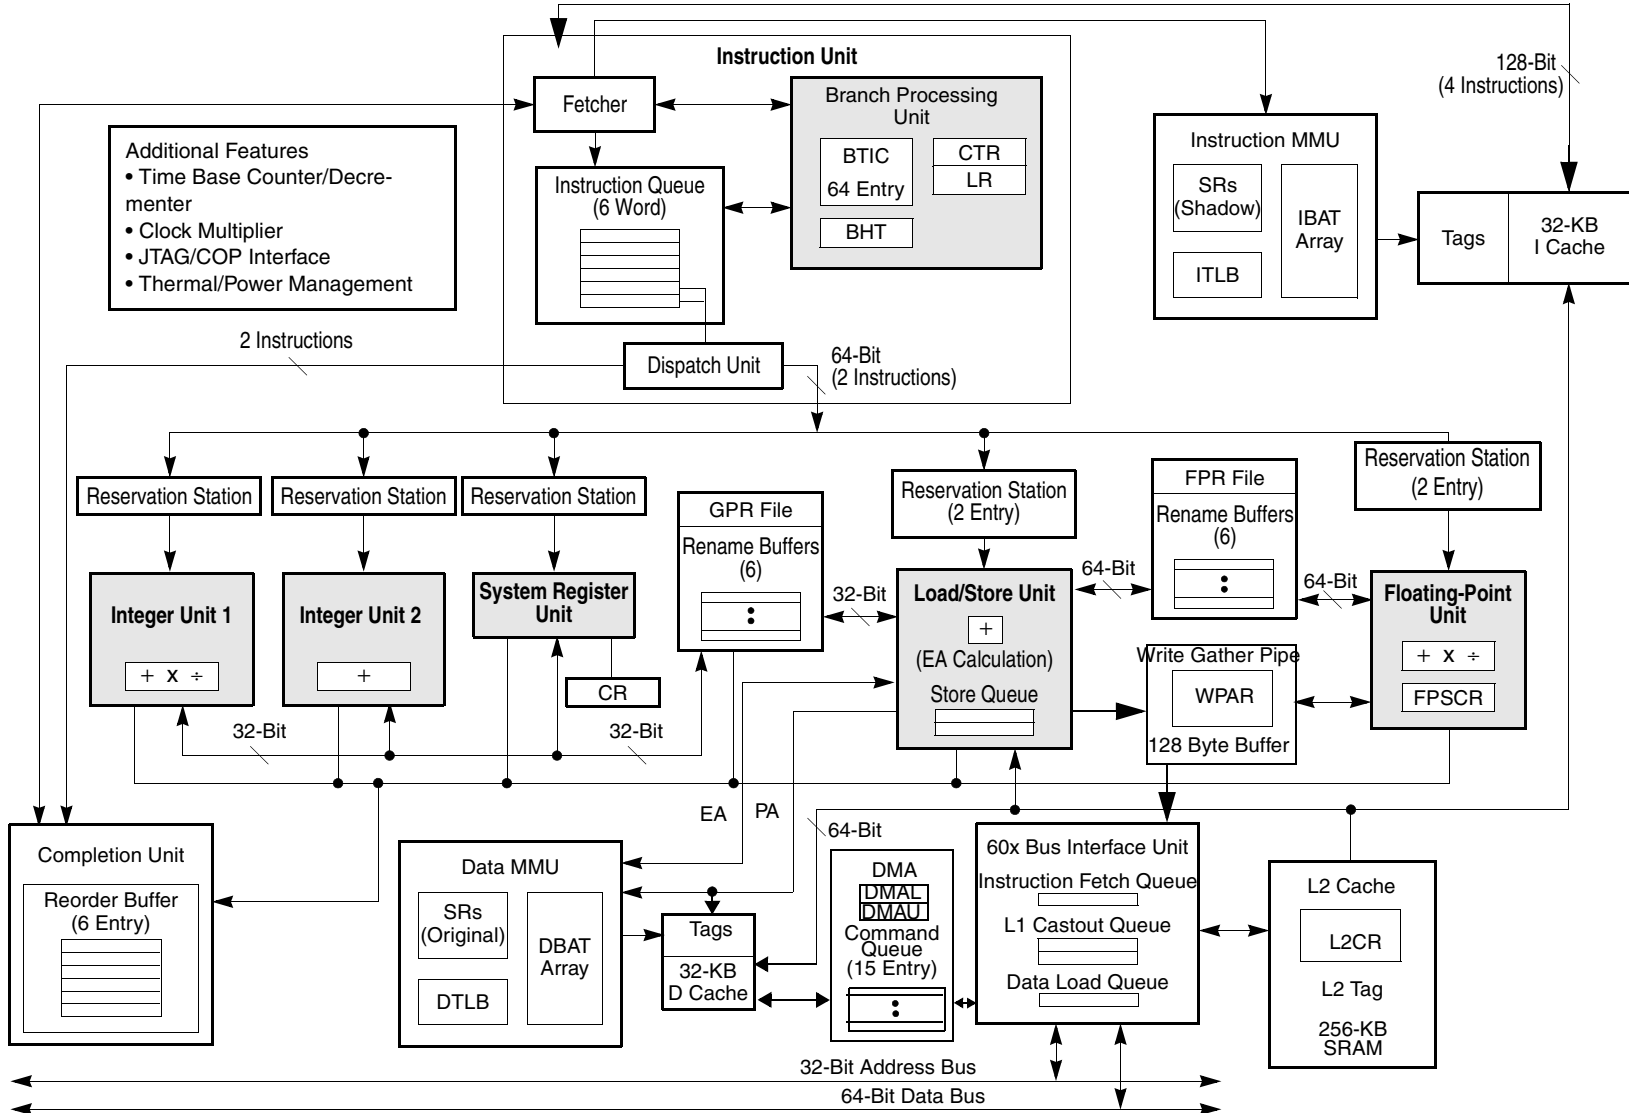 Instruction Unit
128-Bit
(4 Instructions)
Fetcher
Branch Processing
Unit
BTIC
64 Entry
CTR
LR
BHT
Additional Features
• Time Base Counter/Decre-
menter
• Clock Multiplier
• JTAG/COP Interface
• Thermal/Power Management
Instruction Queue
(6 Word)
Instruction MMU
SRs
(Shadow)
IBAT
Array
ITLB
Tags
32-KB
I Cache
2 Instructions
Dispatch Unit
64-Bit
(2 Instructions)
Reservation Station
Reservation Station
Reservation Station
Reservation Station
(2 Entry)
Reservation Station
(2 Entry)
GPR File
Rename Buffers
(6)
FPR File
Rename Buffers
(6)
Integer Unit 1
+ x ÷
Integer Unit 2
+
System Register
Unit
CR
32-Bit
Load/Store Unit
+
(EA Calculation)
Store Queue
64-Bit
64-Bit
Floating-Point
Unit
+ x ÷
FPSCR
Write Gather Pipe
WPAR
128 Byte Buffer
32-Bit
32-Bit
EA
PA
64-Bit
Completion Unit
Reorder Buffer
(6 Entry)
Data MMU
SRs
(Original)
DBAT
Array
DTLB
Tags
32-KB
D Cache
DMA
DMAL
DMAU
Command
Queue
(15 Entry)
60x Bus Interface Unit
Instruction Fetch Queue
L1 Castout Queue
Data Load Queue
L2 Cache
L2CR
L2 Tag
256-KB
SRAM
32-Bit Address Bus
64-Bit Data Bus